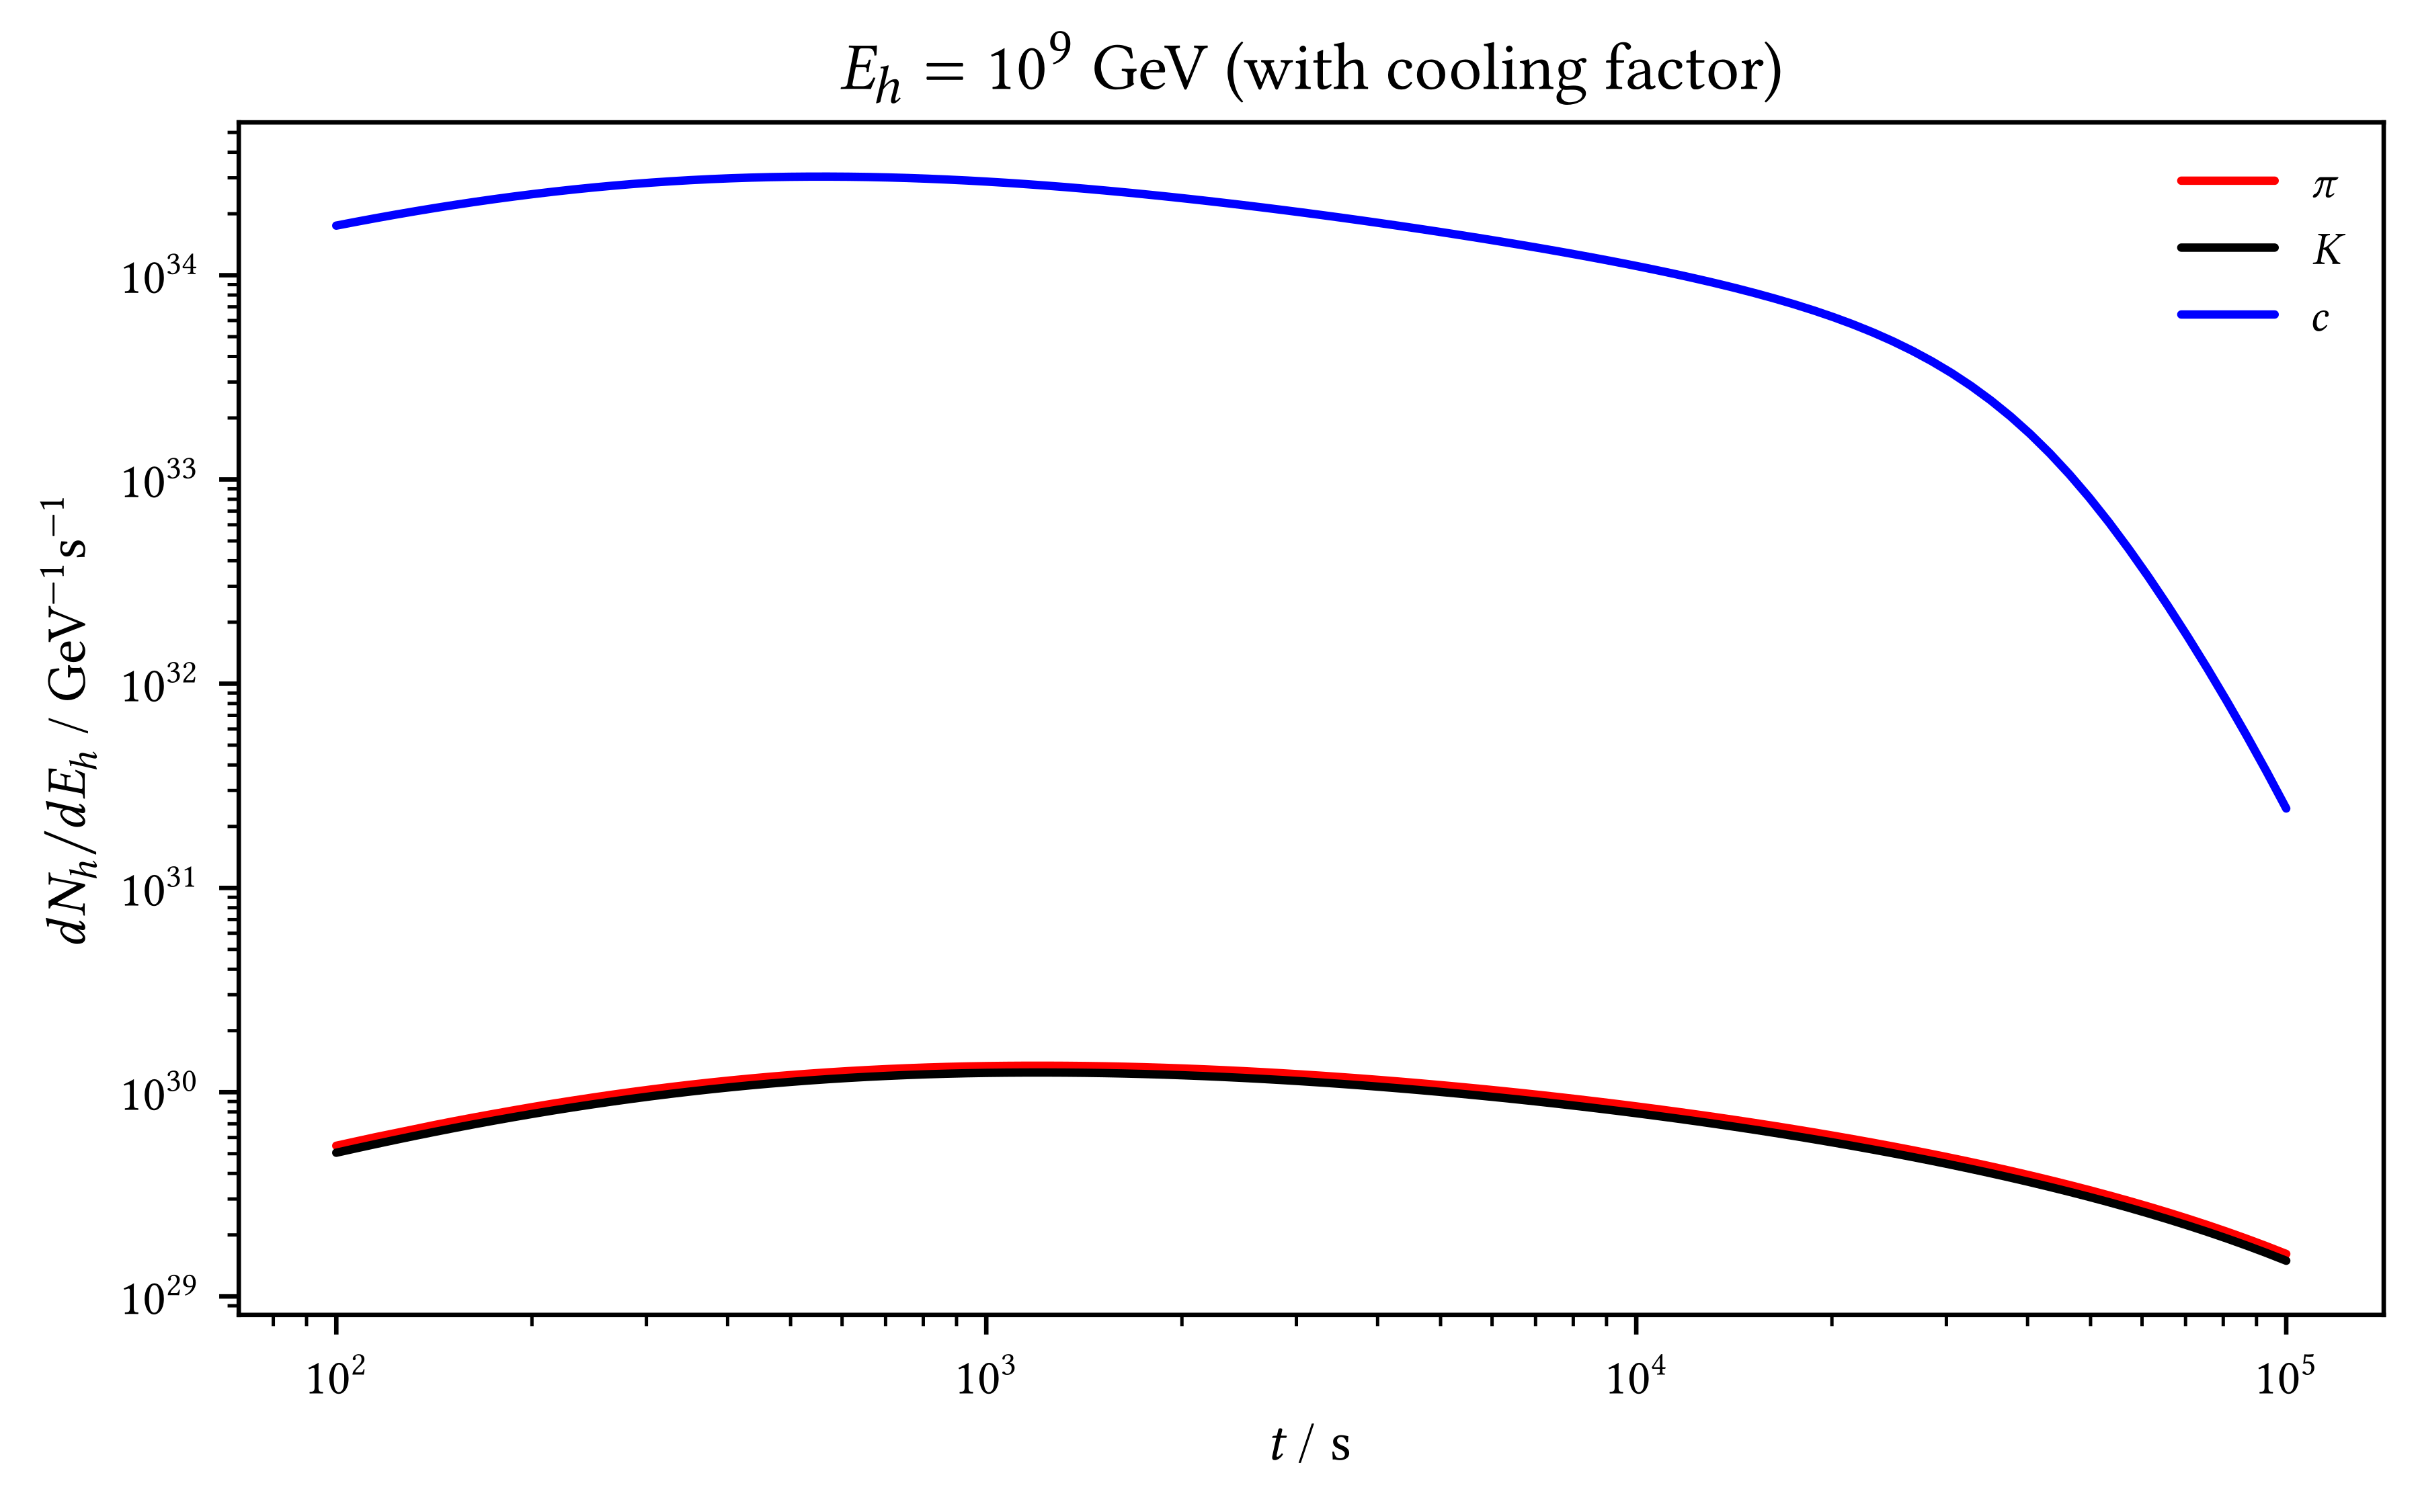 E_h = 10^9 GeV (with cooling factor)
π
K
c
dN_h/dE_h / GeV^−1 s^−1
10^34
10^33
10^32
10^31
10^30
10^29
10^2 10^3 10^4 10^5
t / s